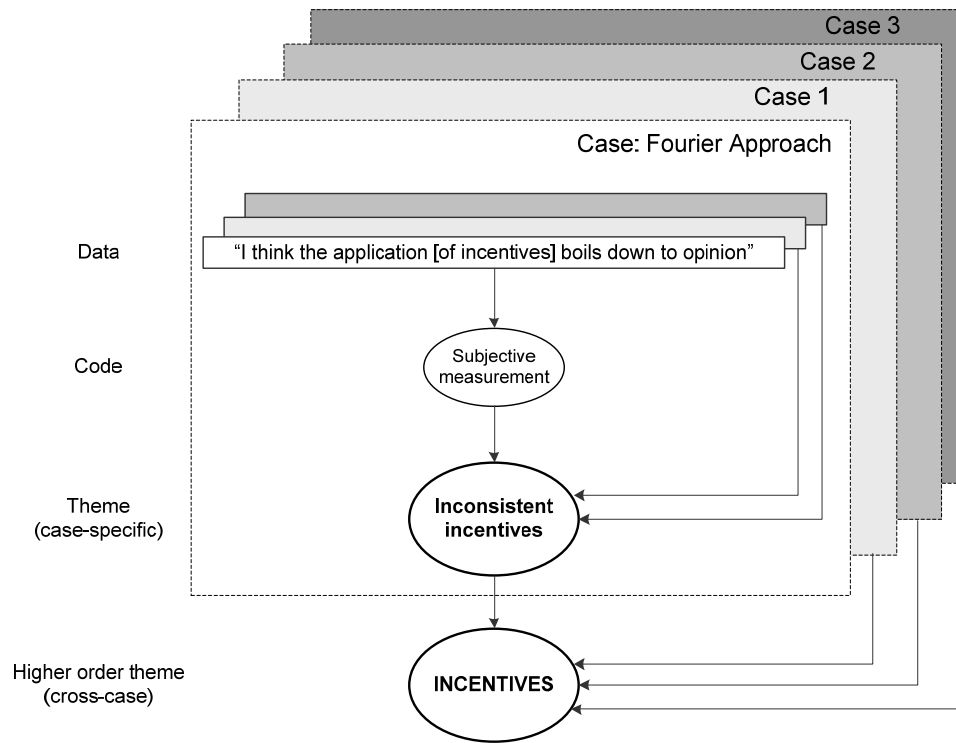 Case 3
Case 2
Case 1
Case: Fourier Approach
Data
“I think the application [of incentives] boils down to opinion”
Code
Subjective
measurement
Theme
(case-specific)
Inconsistent
incentives
Higher order theme
(cross-case)
INCENTIVES